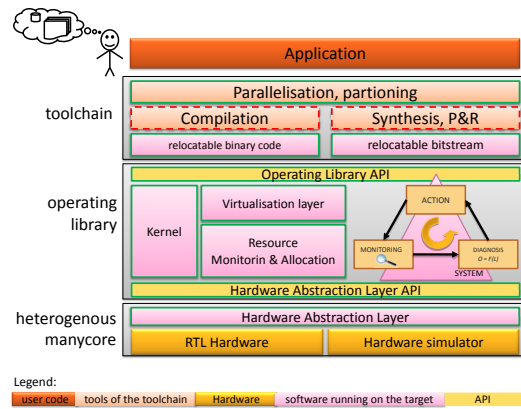 Application
toolchain
Parallelisation, partioning
Compilation
Synthesis, P&R
relocatable binary code
relocatable bitstream
operating
library
Operating Library API
Kernel
Virtualisation layer
Resource
Monitorin & Allocation
ACTION
MONITORING
DIAGNOSIS
O = F(L)
SYSTEM
Hardware Abstraction Layer API
heterogenous
manycore
Hardware Abstraction Layer
RTL Hardware
Hardware simulator
Legend:
user code
tools of the toolchain
Hardware
software running on the target
API